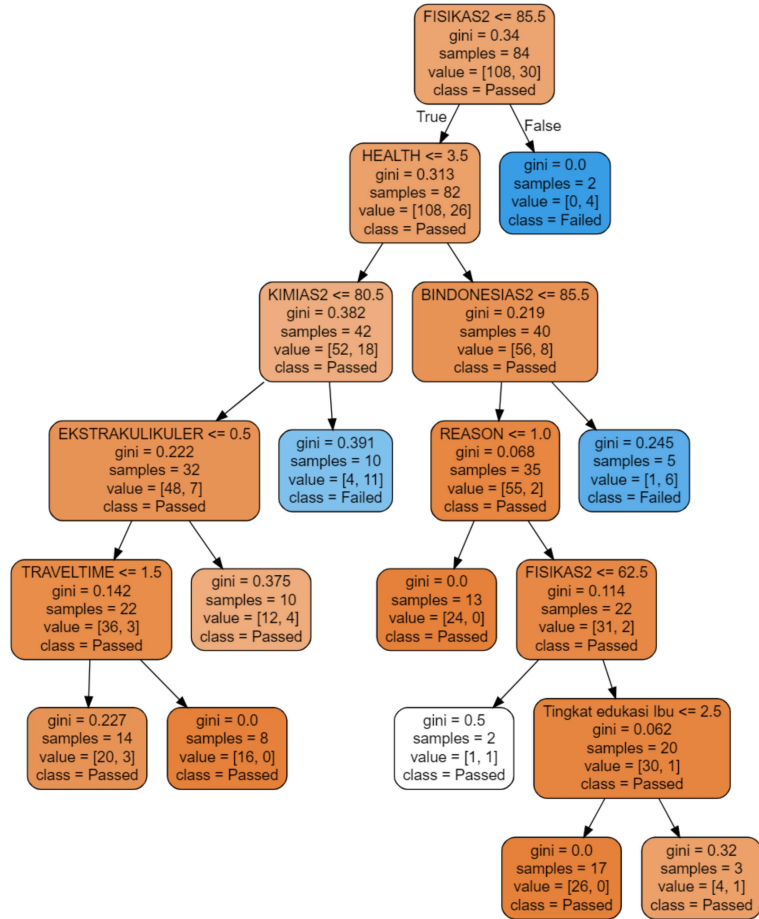 FISIKAS2 <= 85.5
gini = 0.34
samples = 84
value = [108, 30]
class = Passed
True
False
HEALTH <= 3.5
gini = 0.313
samples = 82
value = [108, 26]
class = Passed
gini = 0.0
samples = 2
value = [0, 4]
class = Failed
KIMIAS2 <= 80.5
gini = 0.382
samples = 42
value = [52, 18]
class = Passed
BINDONESIAS2 <= 85.5
gini = 0.219
samples = 40
value = [56, 8]
class = Passed
EKSTRAKULIKULER <= 0.5
gini = 0.222
samples = 32
value = [48, 7]
class = Passed
gini = 0.391
samples = 10
value = [4, 11]
class = Failed
REASON <= 1.0
gini = 0.068
samples = 35
value = [55, 2]
class = Passed
gini = 0.245
samples = 5
value = [1, 6]
class = Failed
TRAVELTIME <= 1.5
gini = 0.142
samples = 22
value = [36, 3]
class = Passed
gini = 0.375
samples = 10
value = [12, 4]
class = Passed
gini = 0.0
samples = 13
value = [24, 0]
class = Passed
FISIKAS2 <= 62.5
gini = 0.114
samples = 22
value = [31, 2]
class = Passed
gini = 0.227
samples = 14
value = [20, 3]
class = Passed
gini = 0.0
samples = 8
value = [16, 0]
class = Passed
gini = 0.5
samples = 2
value = [1, 1]
class = Passed
Tingkat edukasi Ibu <= 2.5
gini = 0.062
samples = 20
value = [30, 1]
class = Passed
gini = 0.0
samples = 17
value = [26, 0]
class = Passed
gini = 0.32
samples = 3
value = [4, 1]
class = Passed